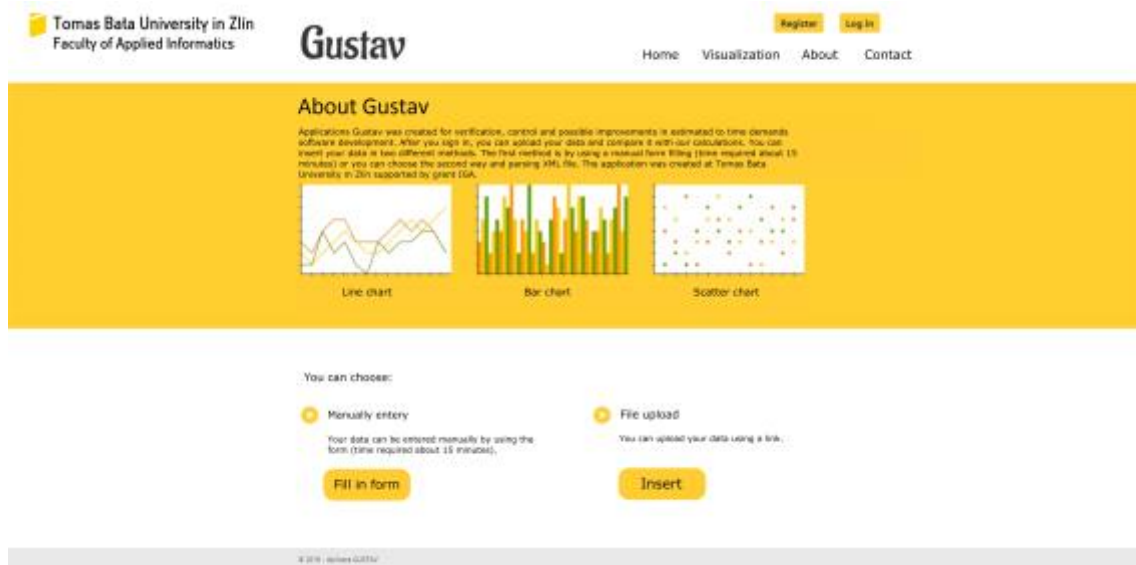 Tomas Bata University in Zlín
Faculty of Applied Informatics
Gustav
Register Log in
Home Visualization About Contact
About Gustav
Applications Gustav was created for verification, control and possible improvements in estimated to time demands
software development. After you sign in, you can upload your data and compare it with our calculations. You can
insert your data in two different methods. The first method is by using a manual form filling (time required about 15
minutes) or you can choose the second way and parsing XML file. The application was created at Tomas Bata
University in Zlín supported by grant IGA.
Line chart Bar chart Scatter chart
You can choose:
Manually entery
Your data can be entered manually by using the
form (time required about 15 minutes).
Fill in form
File upload
You can upload your data using a link.
Insert
GUSTAV